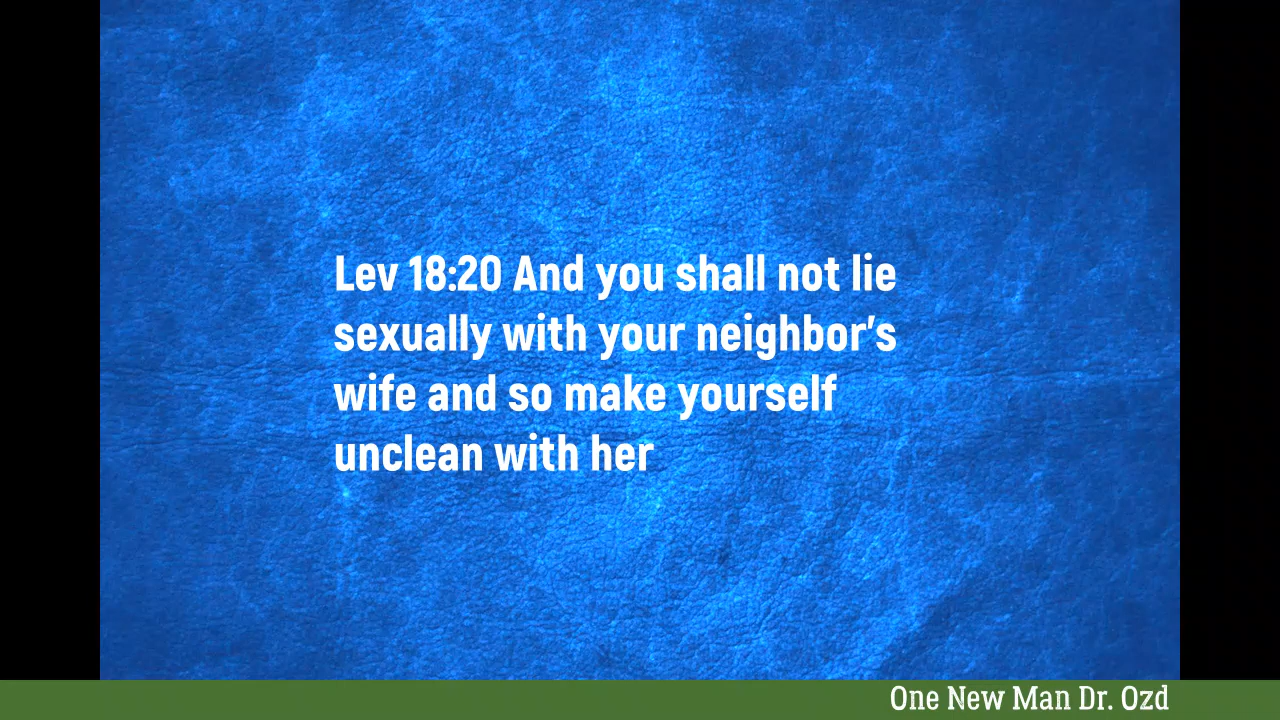 Lev 18:20 And you shall not lie
sexually with your neighbor's
wife and so make yourself
unclean with her
One New Man Dr. Ozd